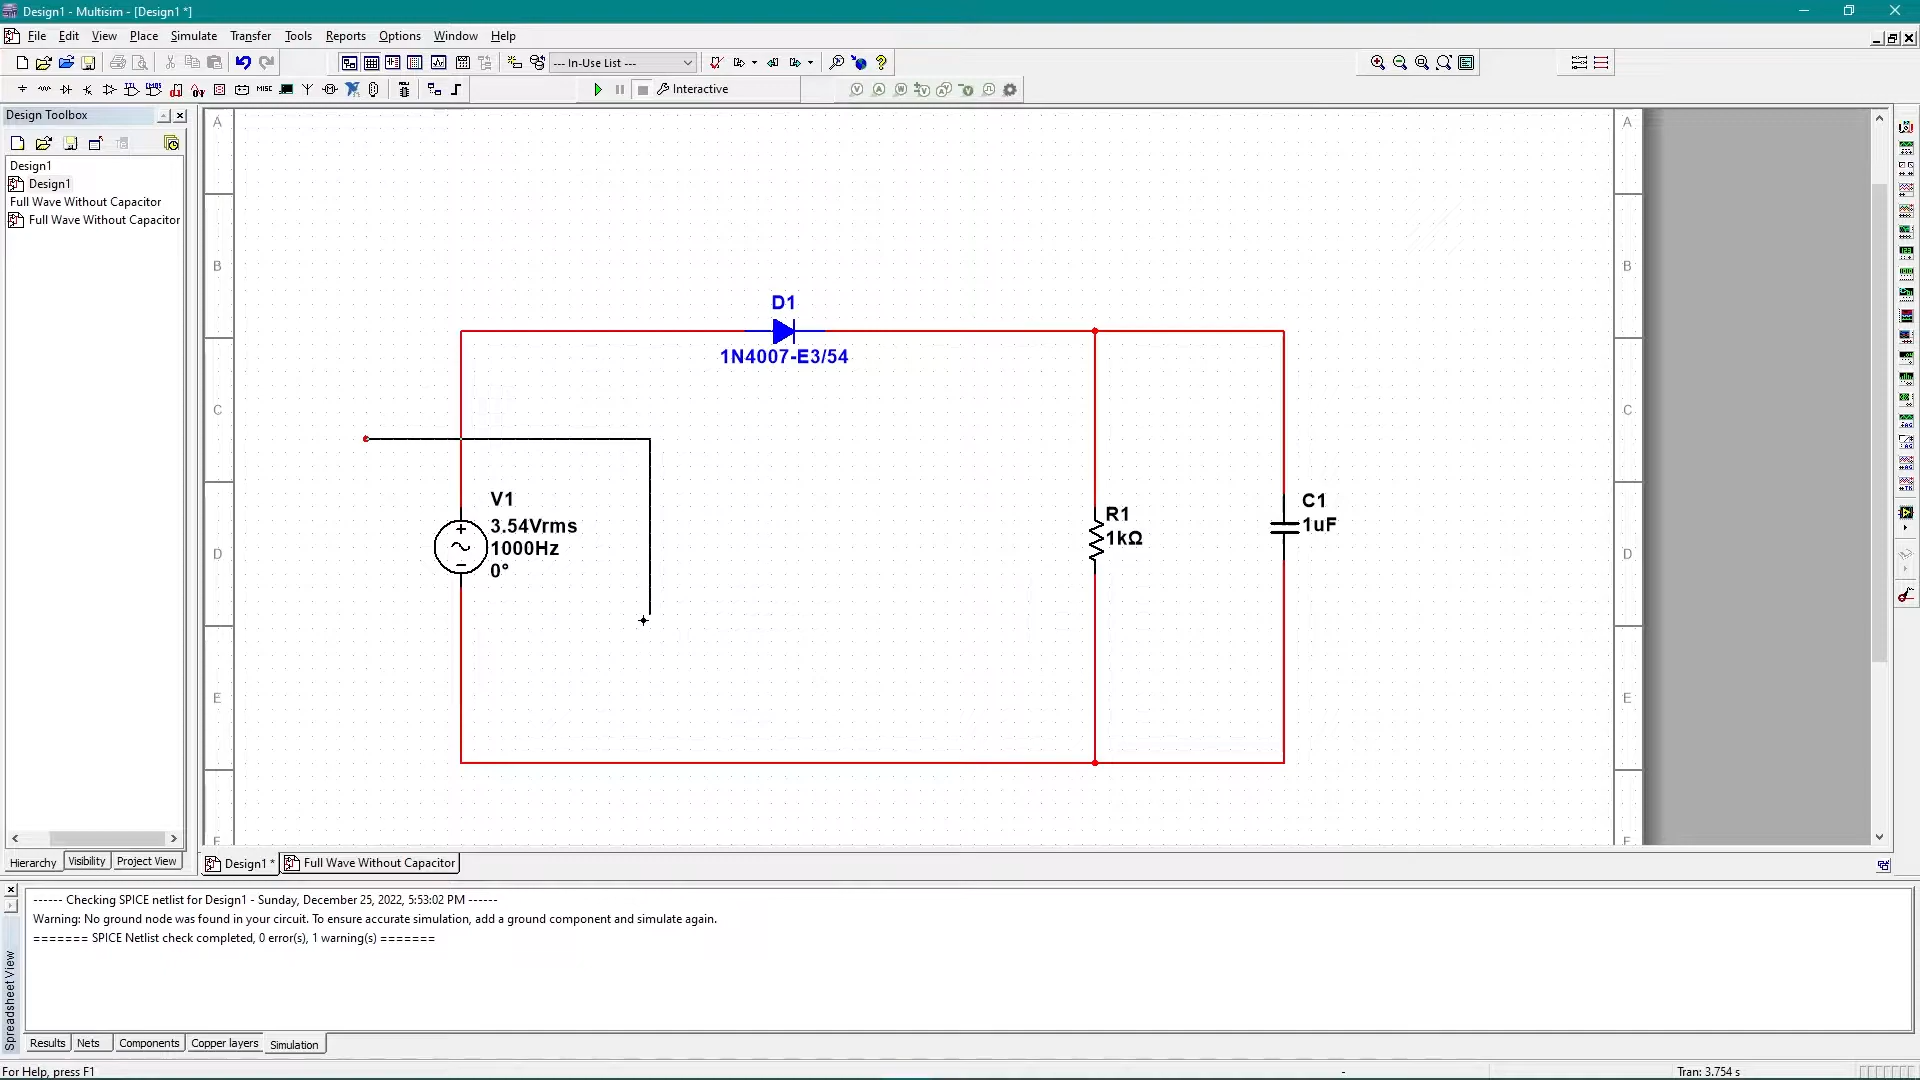 Design1 - Multisim - [Design1 *]
File Edit View Place Simulate Transfer Tools Reports Options Window Help
--- In-Use List ---
MISC Interactive
Design Toolbox
Design1
Design1
Full Wave Without Capacitor
Full Wave Without Capacitor
Hierarchy Visibility Project View
A A
B B
C C
D D
E E
F F
D1
1N4007-E3/54
V1
3.54Vrms
1000Hz
0°
R1
1kΩ
C1
1uF
Design1 * Full Wave Without Capacitor
------ Checking SPICE netlist for Design1 - Sunday, December 25, 2022, 5:53:02 PM ------
Warning: No ground node was found in your circuit. To ensure accurate simulation, add a ground component and simulate again.
======= SPICE Netlist check completed, 0 error(s), 1 warning(s) =======
Spreadsheet View
Results Nets Components Copper layers Simulation
For Help, press F1 - Tran: 3.754 s